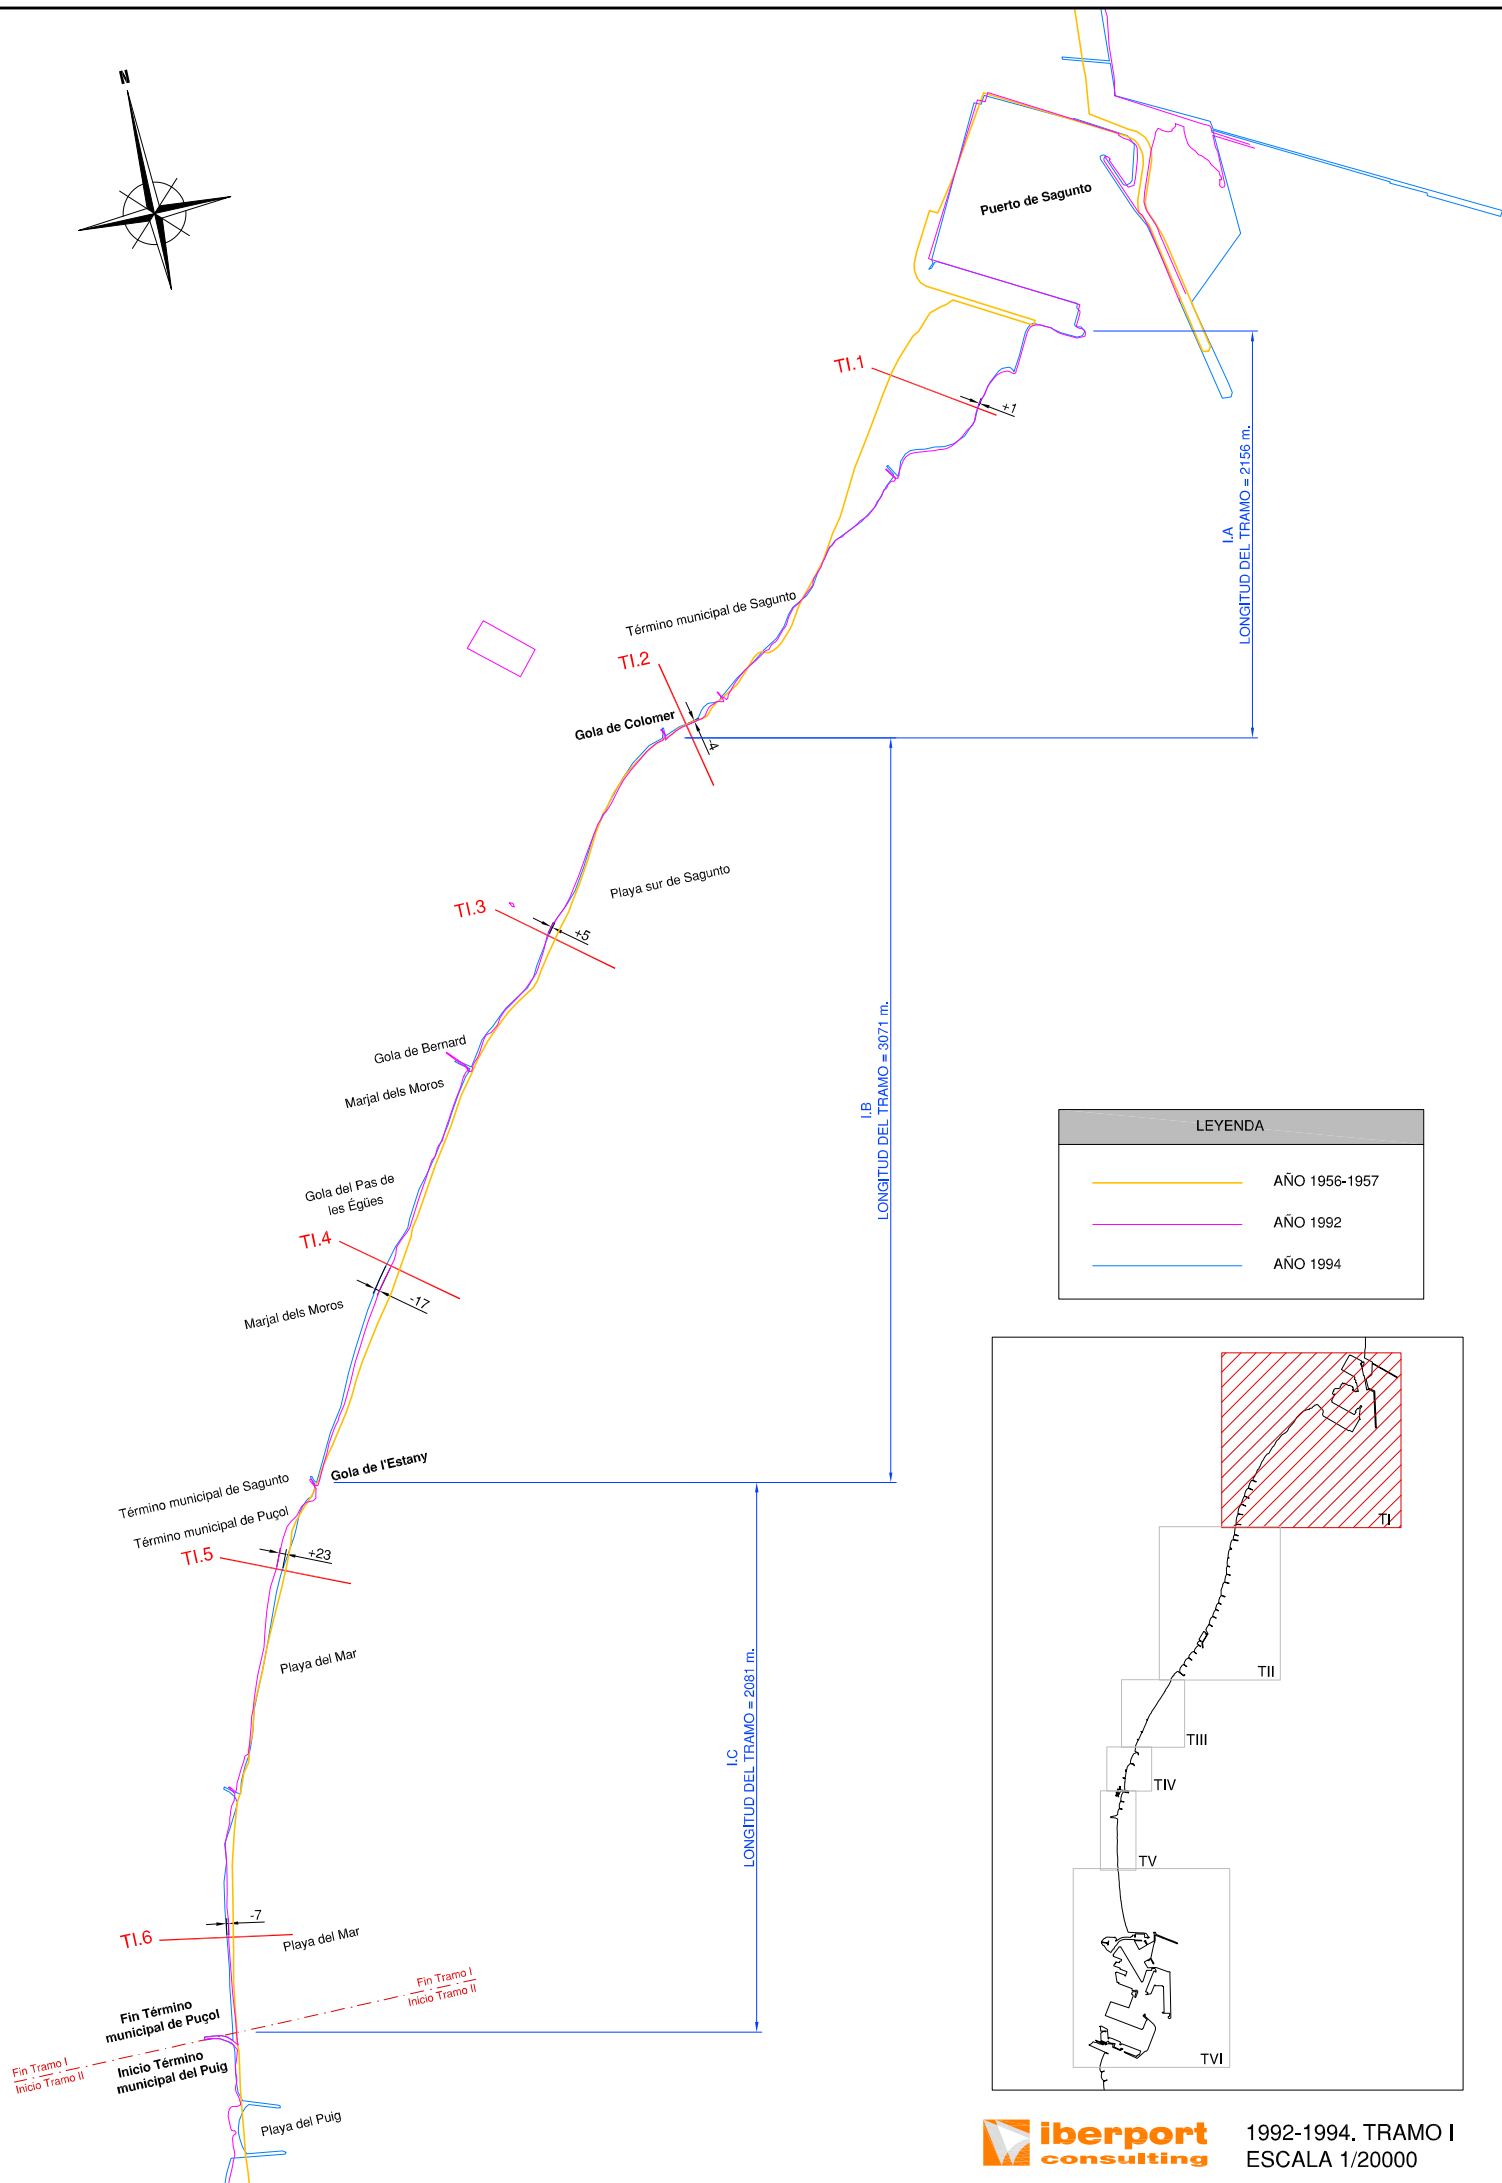 N
Puerto de Sagunto
TI.1
+1
I.A
LONGITUD DEL TRAMO = 2156 m.
Término municipal de Sagunto
TI.2
Gola de Colomer
-4
Playa sur de Sagunto
TI.3
+5
Gola de Bernard
Marjal dels Moros
I.B
LONGITUD DEL TRAMO = 3071 m.
Gola del Pas de
les Égües
TI.4
-17
Marjal dels Moros
LEYENDA
AÑO 1956-1957
AÑO 1992
AÑO 1994
Gola de l'Estany
Término municipal de Sagunto
Término municipal de Puçol
TI.5
+23
Playa del Mar
I.C
LONGITUD DEL TRAMO = 2081 m.
TI.6
-7
Playa del Mar
Fin Tramo I
Inicio Tramo II
Fin Término
municipal de Puçol
Fin Tramo I
Inicio Tramo II
Inicio Término
municipal del Puig
Playa del Puig
TI
TII
TIII
TIV
TV
TVI
iberport
consulting
1992-1994. TRAMO I
ESCALA 1/20000